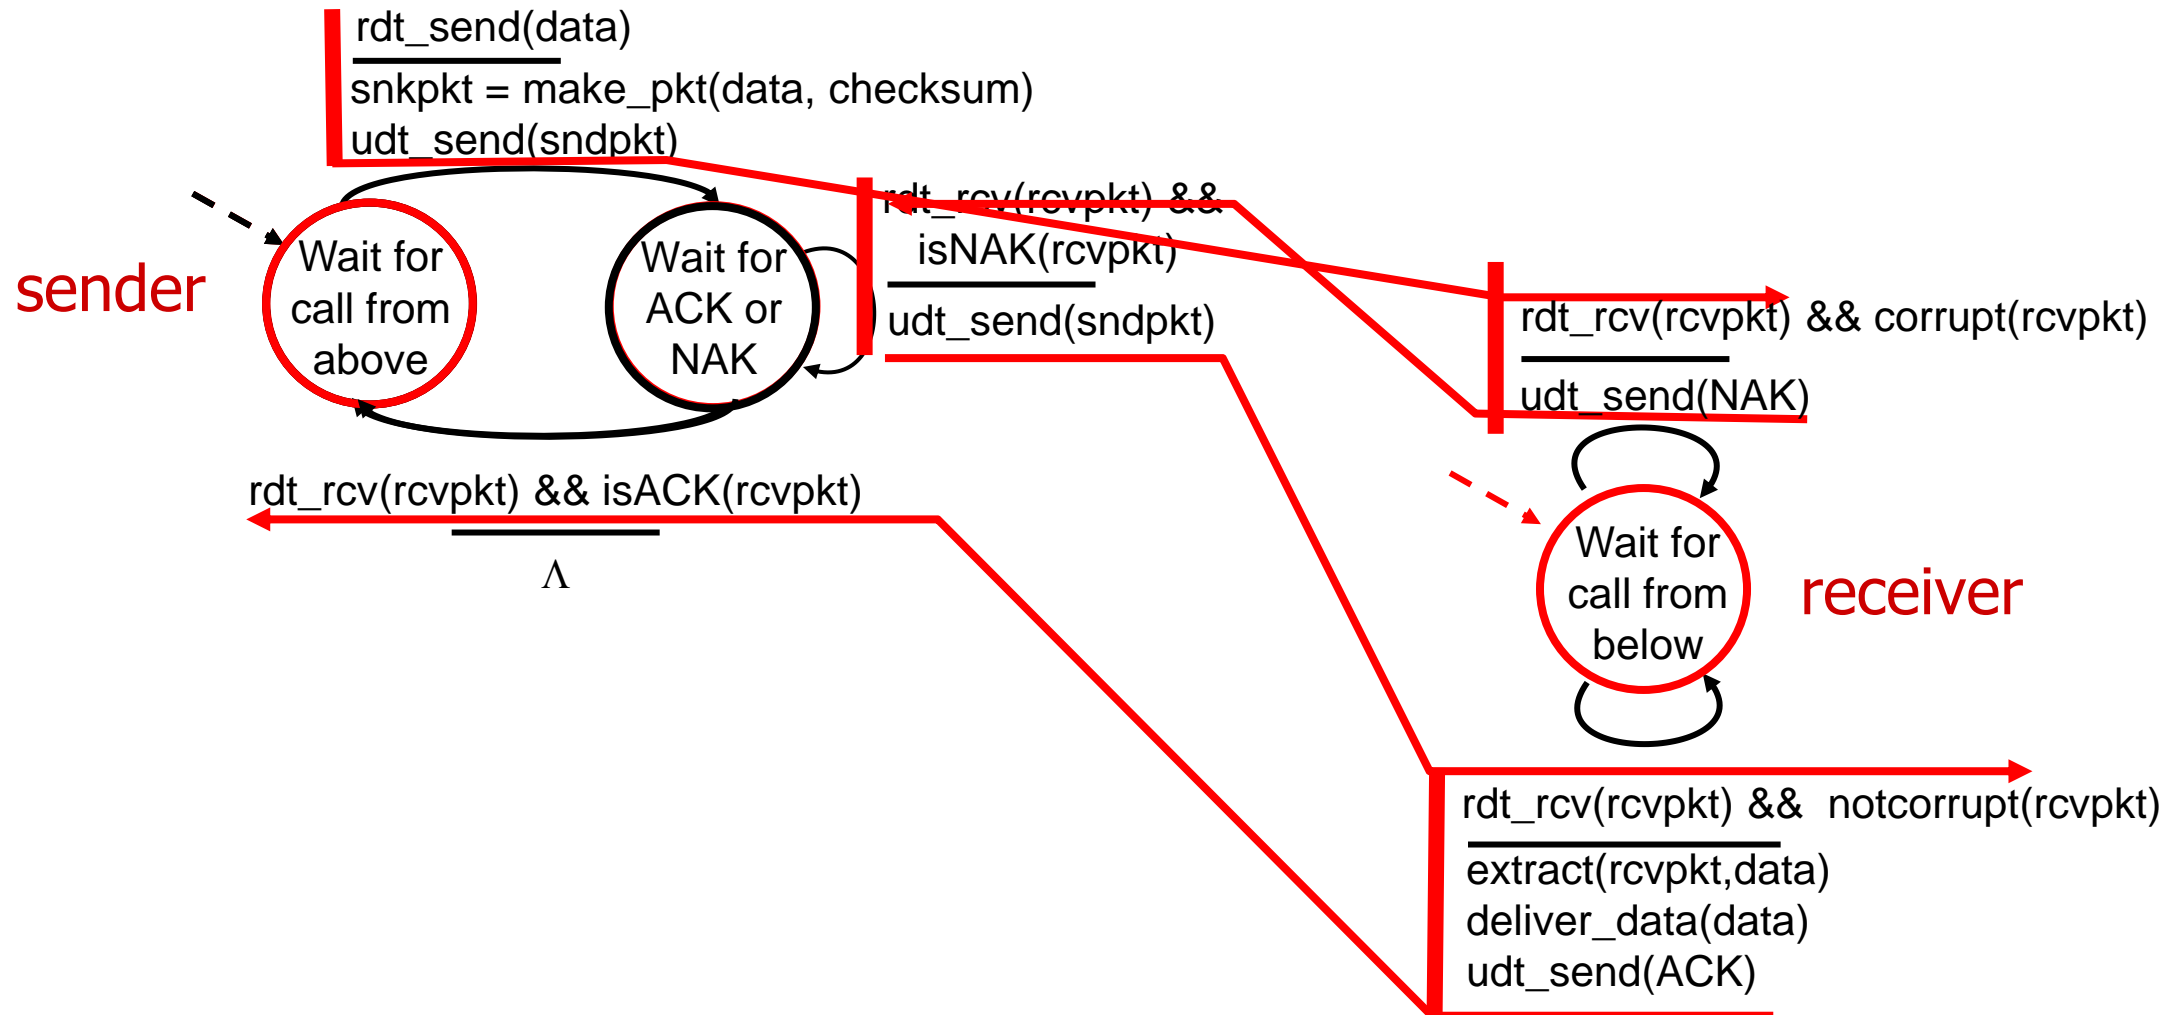 rdt_send(data)
snkpkt = make_pkt(data, checksum)
udt_send(sndpkt)
sender
Wait for
call from
above
Wait for
ACK or
NAK
rdt_rcv(rcvpkt) &&
isNAK(rcvpkt)
udt_send(sndpkt)
rdt_rcv(rcvpkt) && corrupt(rcvpkt)
udt_send(NAK)
rdt_rcv(rcvpkt) && isACK(rcvpkt)
Λ
Wait for
call from
below
receiver
rdt_rcv(rcvpkt) && notcorrupt(rcvpkt)
extract(rcvpkt,data)
deliver_data(data)
udt_send(ACK)